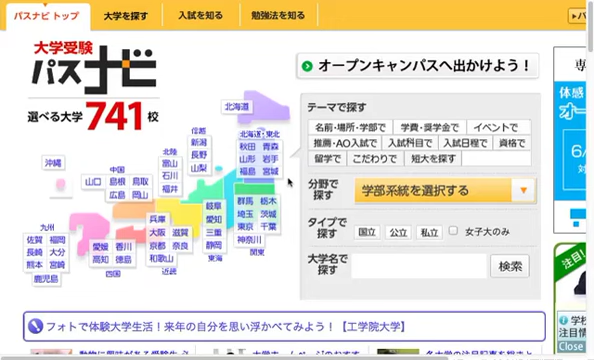 パスナビ トップ
大学を探す
入試を知る
勉強法を知る
大学受験
パスナビ
選べる大学741校
オープンキャンパスへ出かけよう！
北海道
北海道・東北
秋田 青森
山形 岩手
福島 宮城
信越
新潟
長野
山梨
北陸
富山
石川
福井
沖縄
中国
山口 島根 鳥取
広島 岡山
群馬 栃木
埼玉 茨城
東京 千葉
神奈川
関東
岐阜
愛知
三重
静岡
東海
兵庫
大阪 滋賀
京都 奈良
和歌山
近畿
九州
佐賀 福岡
長崎 大分
熊本 宮崎
鹿児島
愛媛 香川
高知 徳島
四国
テーマで探す
名前・場所・学部で 学費・奨学金で イベントで
推薦・AO入試で 入試科目で 入試日程で 資格で
留学で こだわりで 短大を探す
分野で探す
学部系統を選択する
タイプで探す
国立 公立 私立 女子大のみ
大学名で探す
検索
フォトで体験大学生活！来年の自分を思い浮かべてみよう！【工学院大学】
体感
注目！
注目情
Close